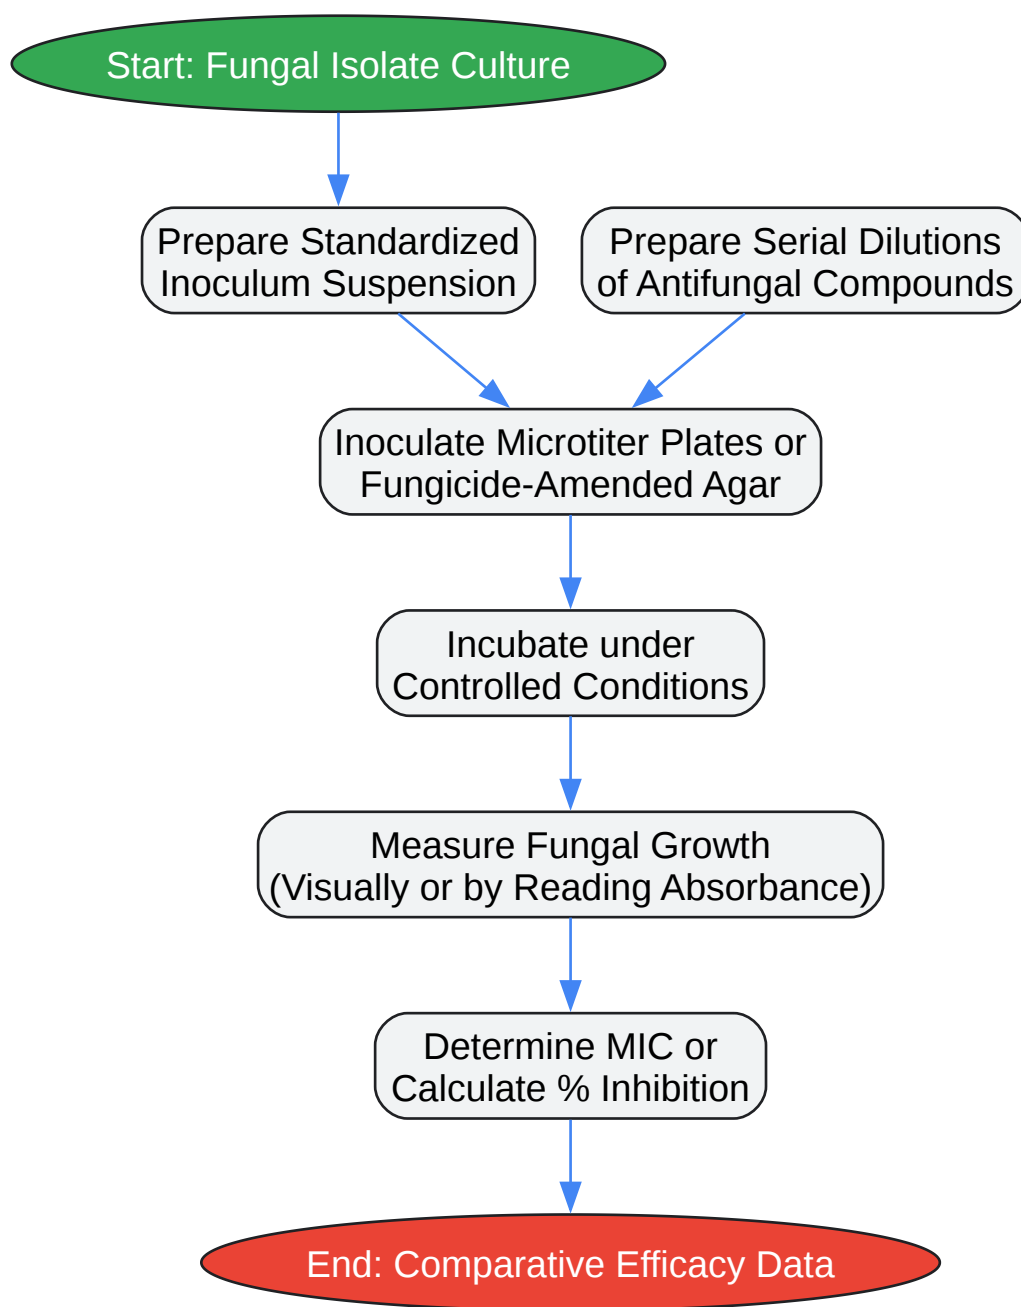 Start: Fungal Isolate Culture
Prepare Standardized
Inoculum Suspension
Prepare Serial Dilutions
of Antifungal Compounds
Inoculate Microtiter Plates or
Fungicide-Amended Agar
Incubate under
Controlled Conditions
Measure Fungal Growth
(Visually or by Reading Absorbance)
Determine MIC or
Calculate % Inhibition
End: Comparative Efficacy Data